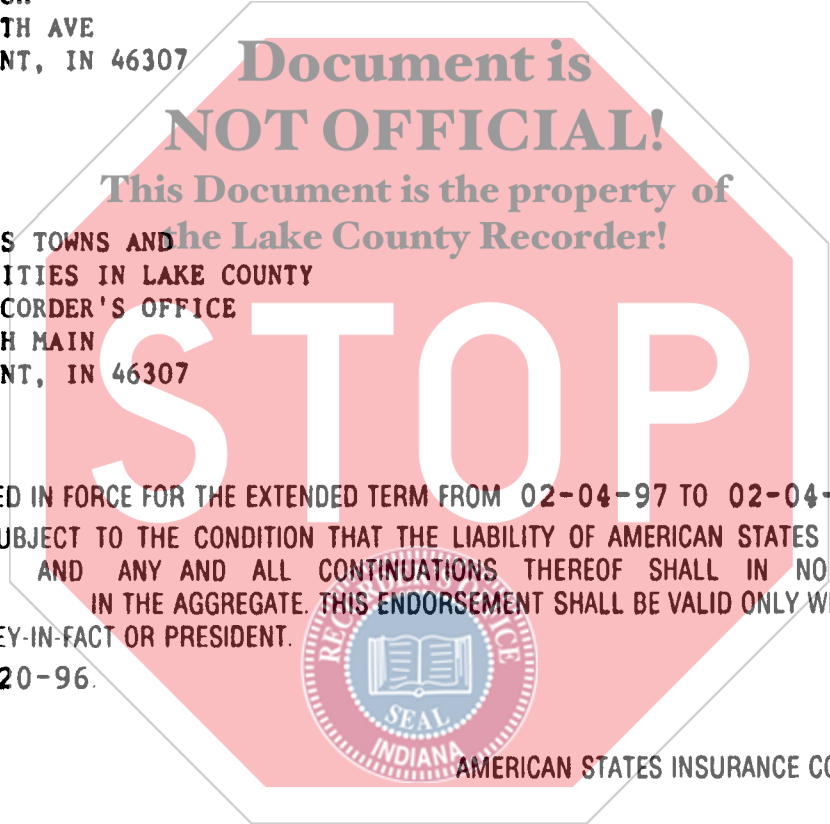 TH AVE
NT, IN 46307
Document is
NOT OFFICIAL!
This Document is the property of
the Lake County Recorder!
S TOWNS AND
ITIES IN LAKE COUNTY
CORDER'S OFFICE
H MAIN
NT, IN 46307
STOP
ED IN FORCE FOR THE EXTENDED TERM FROM 02-04-97 TO 02-04-
UBJECT TO THE CONDITION THAT THE LIABILITY OF AMERICAN STATES
AND ANY AND ALL CONTINUATIONS THEREOF SHALL IN NO
IN THE AGGREGATE. THIS ENDORSEMENT SHALL BE VALID ONLY W
EY-IN-FACT OR PRESIDENT.
20-96.
RECORDER'S OFFICE
SEAL
INDIANA
AMERICAN STATES INSURANCE CO